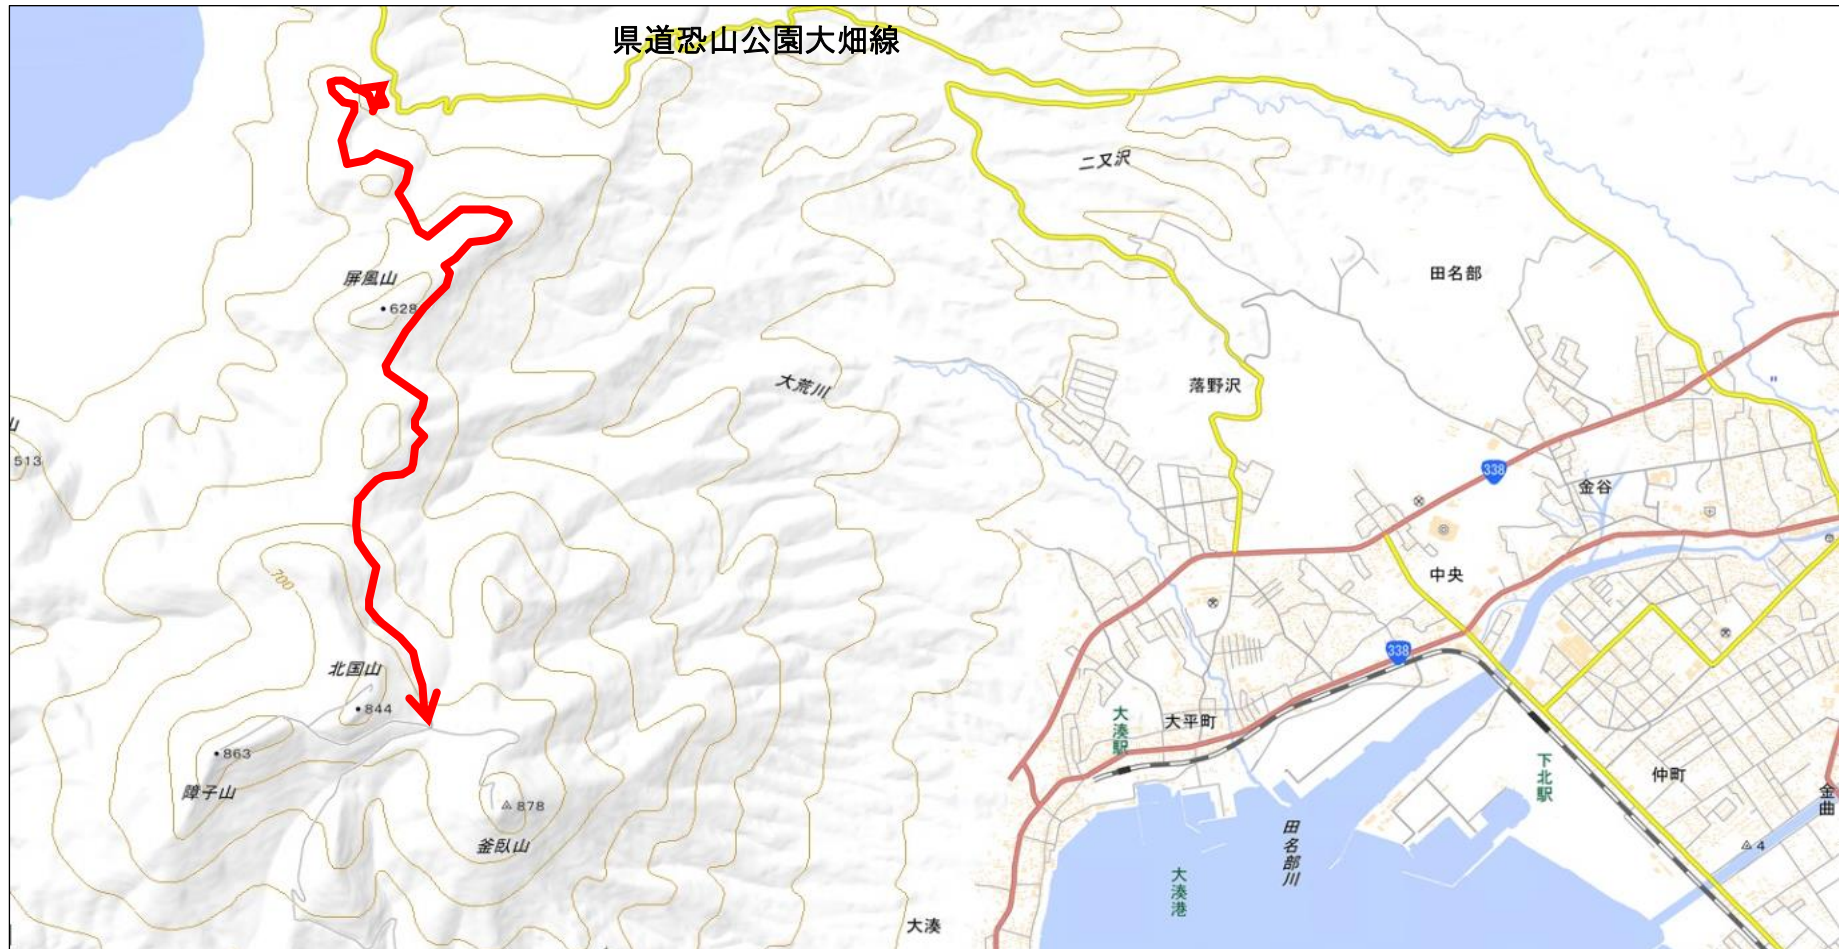 県道恐山公園大畑線
二又沢
田名部
屏風山
628
大荒川
落野沢
山
513
338
金谷
中央
700
338
北国山
844
大湊駅
大平町
863
障子山
878
釜臥山
下北駅
仲町
金曲
田名部川
4
大湊港
大湊